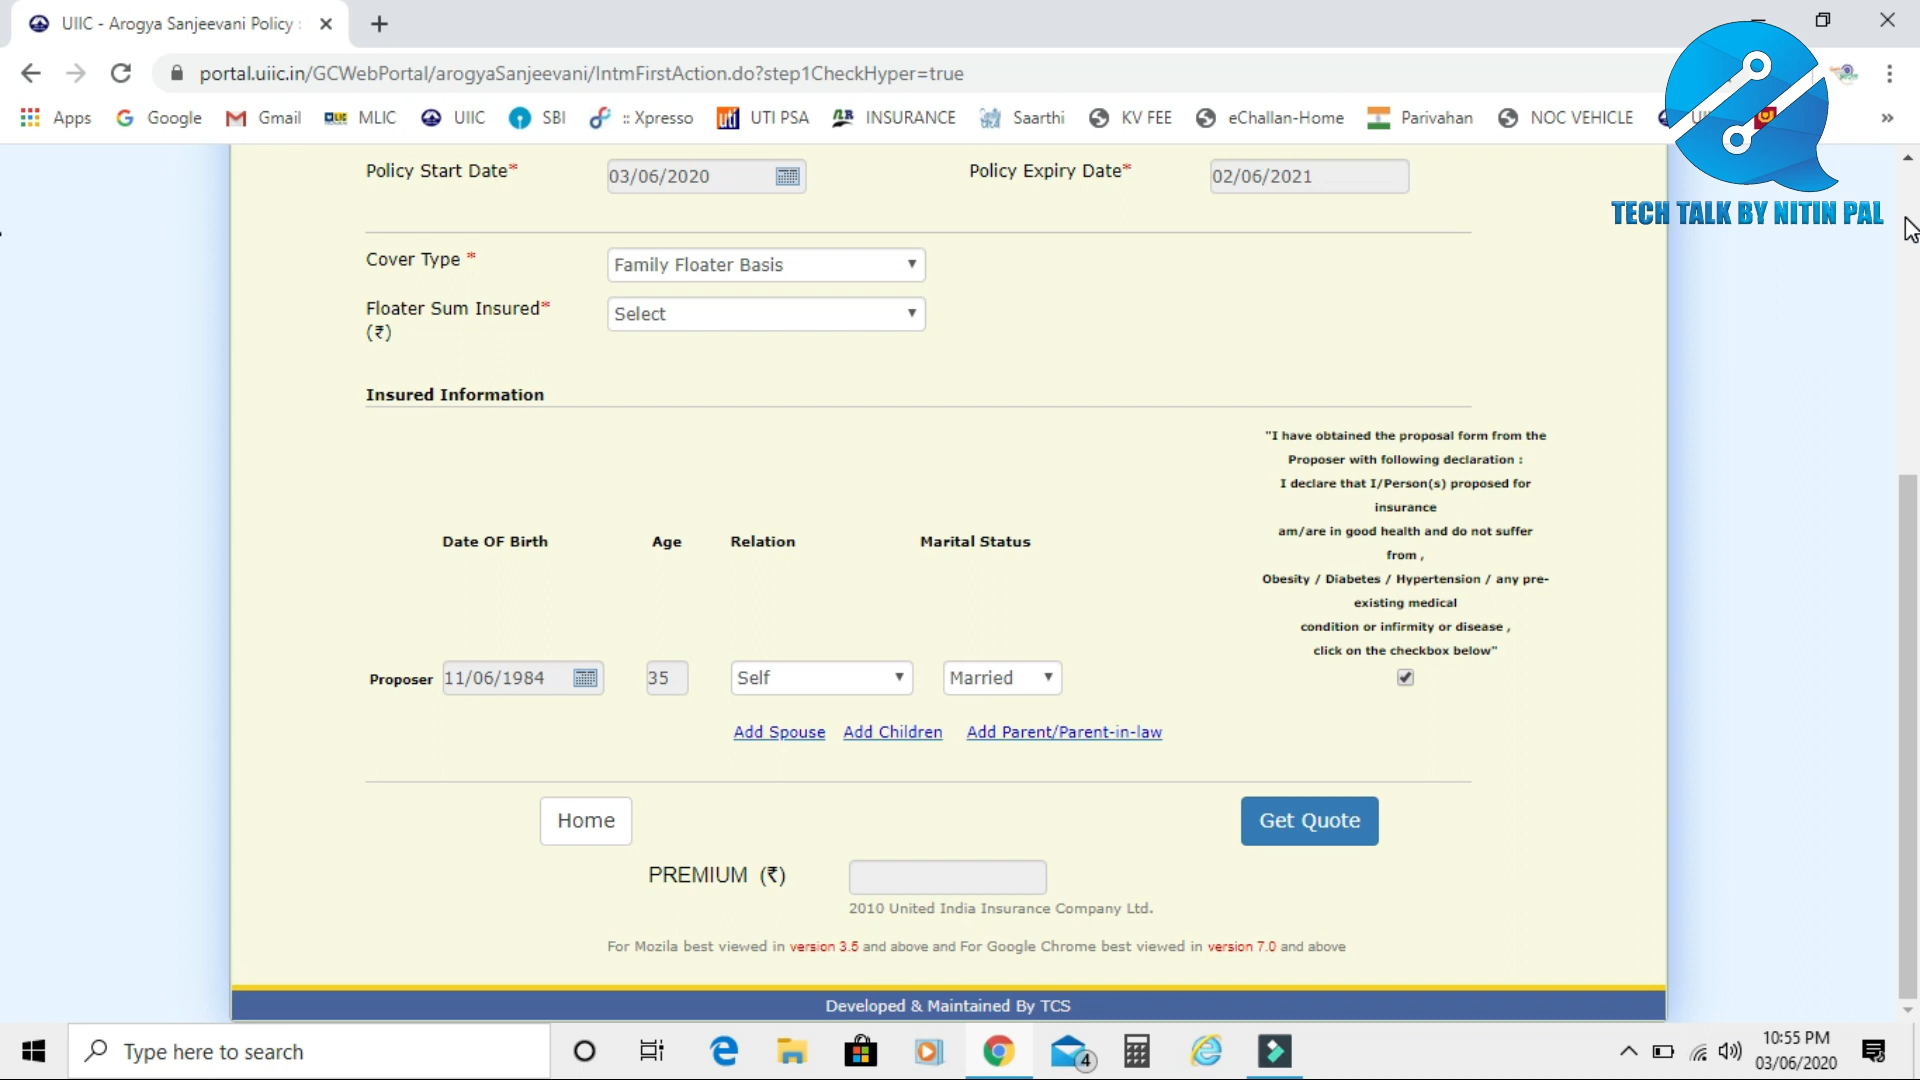 UIIC - Arogya Sanjeevani Policy :
portal.uiic.in/GCWebPortal/arogyaSanjeevani/IntmFirstAction.do?step1CheckHyper=true
Apps Google Gmail MLIC UIIC SBI :: Xpresso UTI PSA INSURANCE Saarthi KV FEE eChallan-Home Parivahan NOC VEHICLE »
TECH TALK BY NITIN PAL
Policy Start Date* 03/06/2020 Policy Expiry Date* 02/06/2021
Cover Type * Family Floater Basis
Floater Sum Insured* Select
(₹)
Insured Information
"I have obtained the proposal form from the
Proposer with following declaration :
I declare that I/Person(s) proposed for
insurance
am/are in good health and do not suffer
from ,
Obesity / Diabetes / Hypertension / any pre-
existing medical
condition or infirmity or disease ,
click on the checkbox below"
Date OF Birth Age Relation Marital Status
Proposer 11/06/1984 35 Self Married
Add Spouse Add Children Add Parent/Parent-in-law
Home Get Quote
PREMIUM (₹)
2010 United India Insurance Company Ltd.
For Mozila best viewed in version 3.5 and above and For Google Chrome best viewed in version 7.0 and above
Developed & Maintained By TCS
Type here to search
4
10:55 PM
03/06/2020